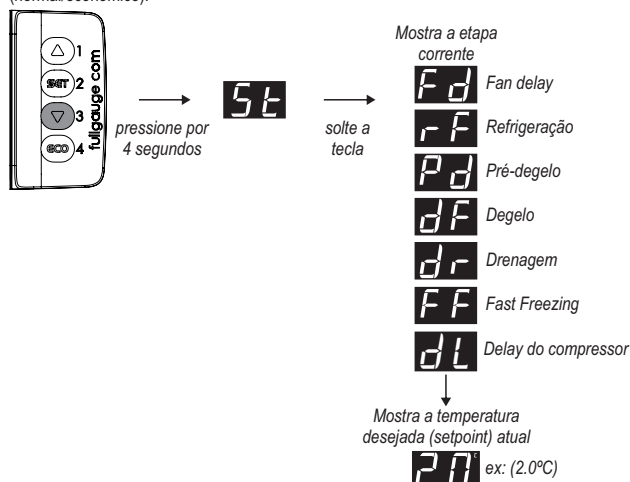 (normal/econômico).
1
SET 2
3
ECO 4
fullgauge com
pressione por
4 segundos
St
solte a
tecla
Mostra a etapa
corrente
Fd Fan delay
rF Refrigeração
Pd Pré-degelo
dF Degelo
dr Drenagem
FF Fast Freezing
dL Delay do compressor
Mostra a temperatura
desejada (setpoint) atual
2.0 °C ex: (2.0ºC)